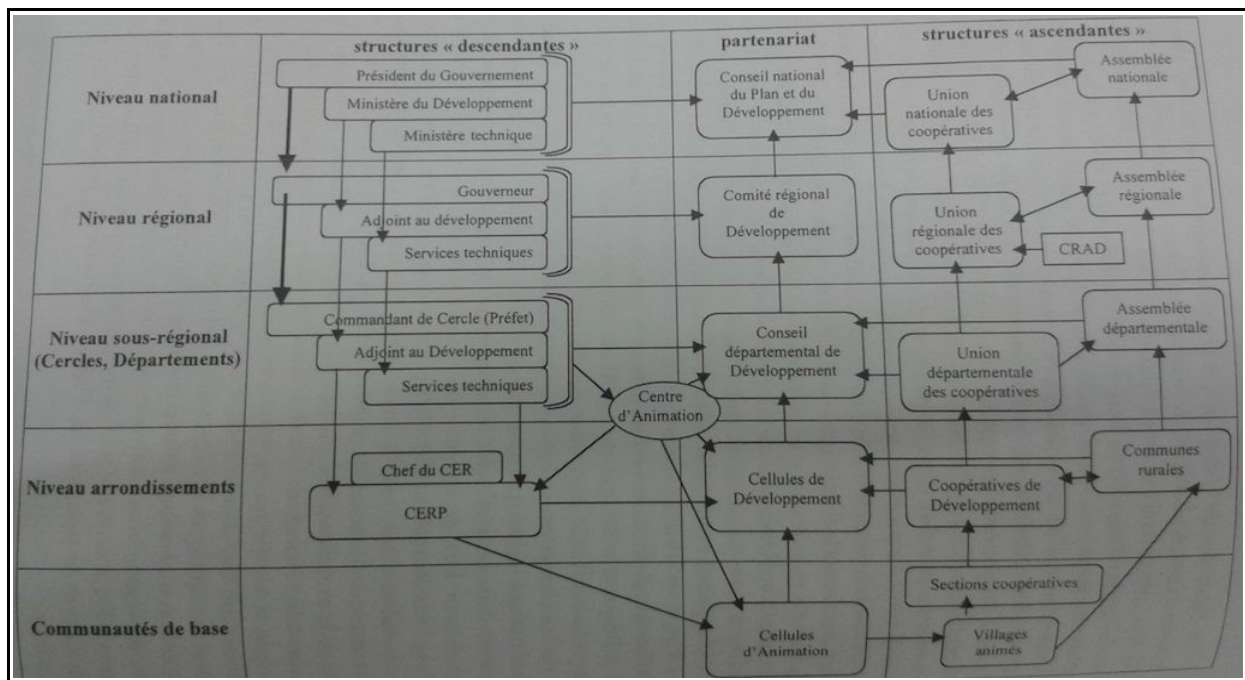 structures « descendantes »
partenariat
structures « ascendantes »
Niveau national
Président du Gouvernement
Ministère du Développement
Ministère technique
Conseil national
du Plan et du
Développement
Union
nationale des
coopératives
Assemblée
nationale
Niveau régional
Gouverneur
Adjoint au développement
Services techniques
Comité régional
de
Développement
Union
régionale des
coopératives
CRAD
Assemblée
régionale
Niveau sous-régional
(Cercles, Départements)
Commandant de Cercle (Préfet)
Adjoint au Développement
Services techniques
Centre
d'Animation
Conseil
départemental de
Développement
Union
départementale
des coopératives
Assemblée
départementale
Niveau arrondissements
Chef du CER
CERP
Cellules de
Développement
Coopératives de
Développement
Communes
rurales
Communautés de base
Cellules
d'Animation
Sections coopératives
Villages
animés